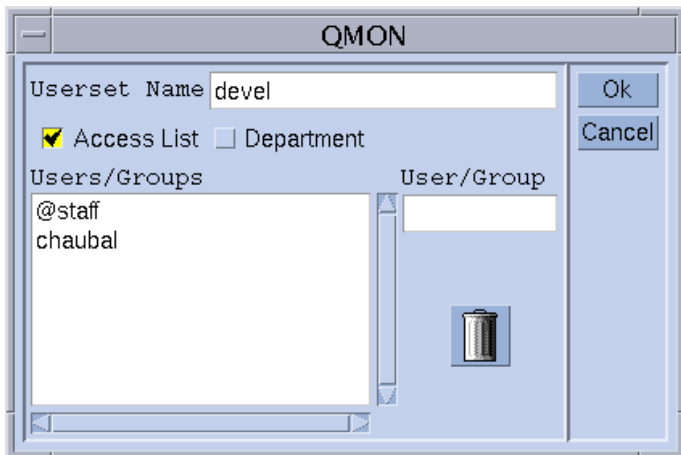 QMON
Userset Name devel
Ok
Access List Department
Cancel
Users/Groups User/Group
@staff
chaubal